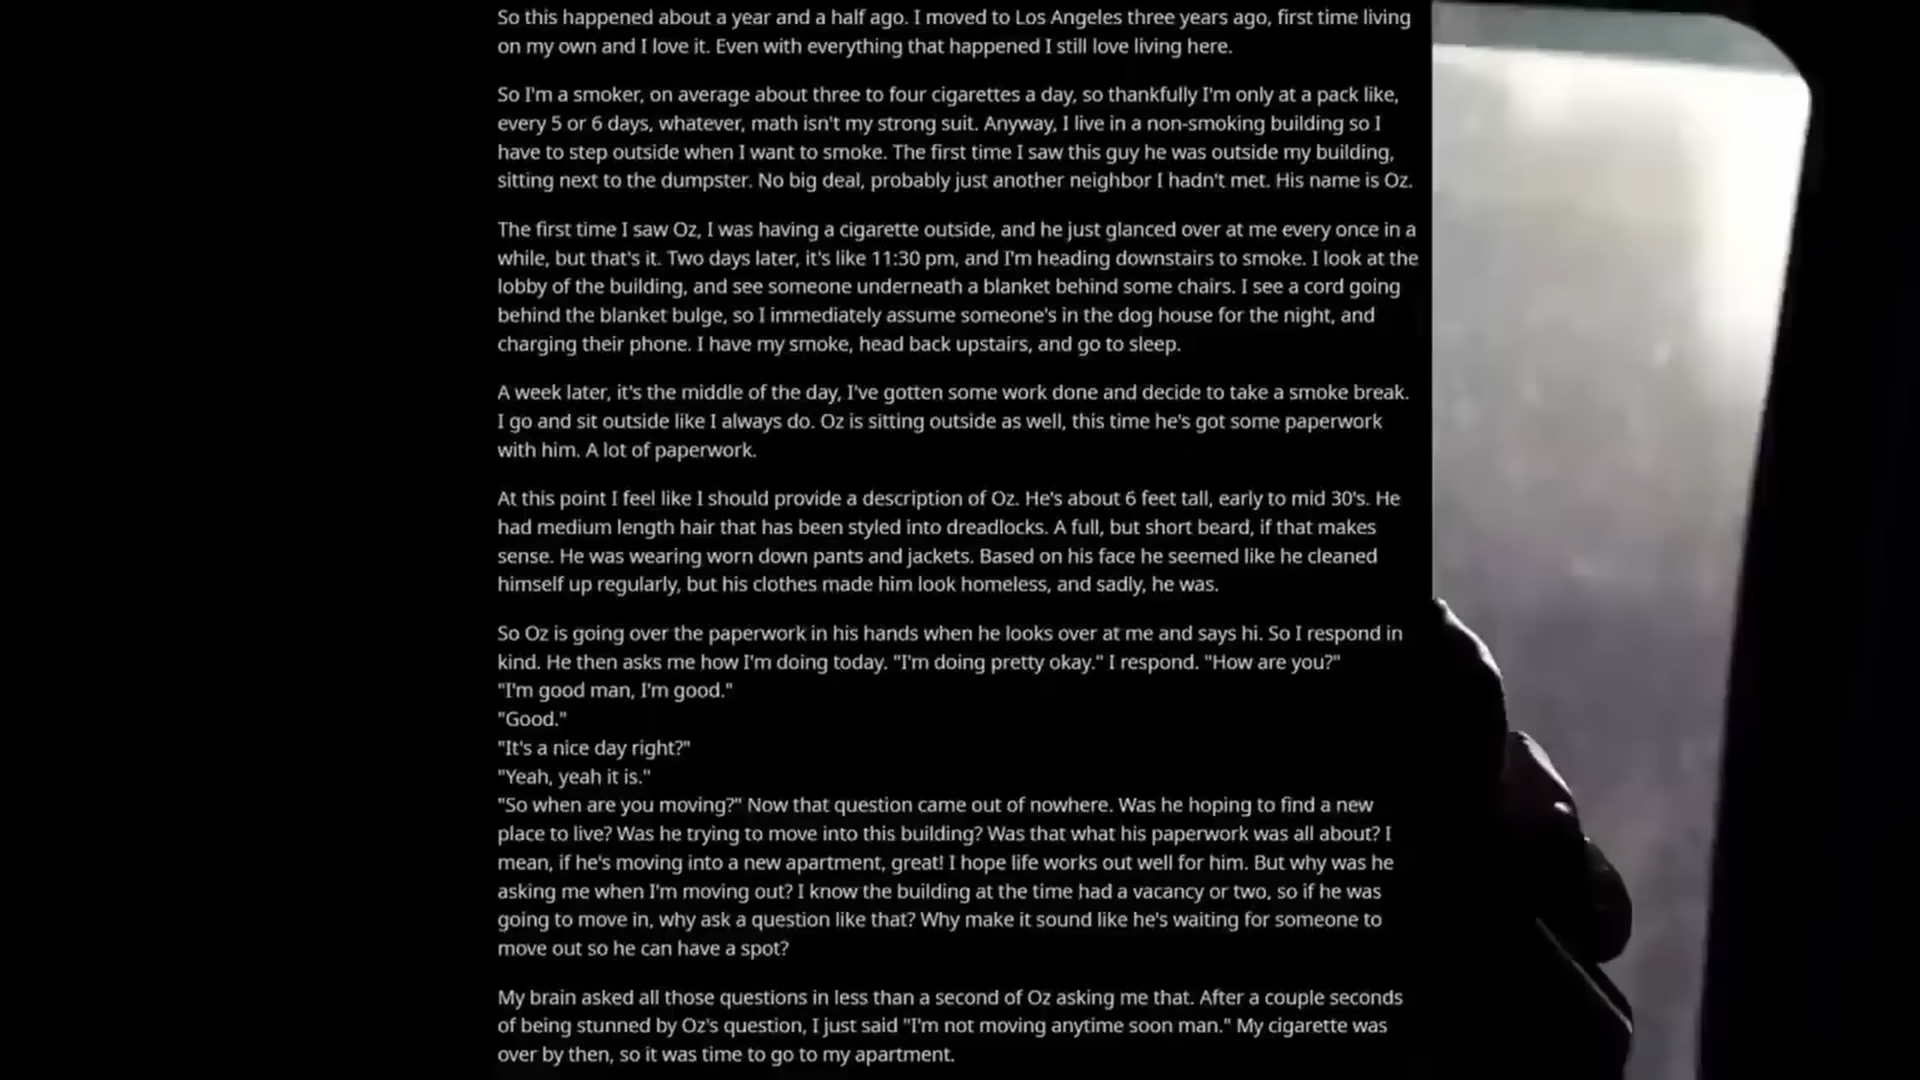 So this happened about a year and a half ago. I moved to Los Angeles three years ago, first time living
on my own and I love it. Even with everything that happened I still love living here.
So I'm a smoker, on average about three to four cigarettes a day, so thankfully I'm only at a pack like,
every 5 or 6 days, whatever, math isn't my strong suit. Anyway, I live in a non-smoking building so I
have to step outside when I want to smoke. The first time I saw this guy he was outside my building,
sitting next to the dumpster. No big deal, probably just another neighbor I hadn't met. His name is Oz.
The first time I saw Oz, I was having a cigarette outside, and he just glanced over at me every once in a
while, but that's it. Two days later, it's like 11:30 pm, and I'm heading downstairs to smoke. I look at the
lobby of the building, and see someone underneath a blanket behind some chairs. I see a cord going
behind the blanket bulge, so I immediately assume someone's in the dog house for the night, and
charging their phone. I have my smoke, head back upstairs, and go to sleep.
A week later, it's the middle of the day, I've gotten some work done and decide to take a smoke break.
I go and sit outside like I always do. Oz is sitting outside as well, this time he's got some paperwork
with him. A lot of paperwork.
At this point I feel like I should provide a description of Oz. He's about 6 feet tall, early to mid 30's. He
had medium length hair that has been styled into dreadlocks. A full, but short beard, if that makes
sense. He was wearing worn down pants and jackets. Based on his face he seemed like he cleaned
himself up regularly, but his clothes made him look homeless, and sadly, he was.
So Oz is going over the paperwork in his hands when he looks over at me and says hi. So I respond in
kind. He then asks me how I'm doing today. "I'm doing pretty okay." I respond. "How are you?"
"I'm good man, I'm good."
"Good."
"It's a nice day right?"
"Yeah, yeah it is."
"So when are you moving?" Now that question came out of nowhere. Was he hoping to find a new
place to live? Was he trying to move into this building? Was that what his paperwork was all about? I
mean, if he's moving into a new apartment, great! I hope life works out well for him. But why was he
asking me when I'm moving out? I know the building at the time had a vacancy or two, so if he was
going to move in, why ask a question like that? Why make it sound like he's waiting for someone to
move out so he can have a spot?
My brain asked all those questions in less than a second of Oz asking me that. After a couple seconds
of being stunned by Oz's question, I just said "I'm not moving anytime soon man." My cigarette was
over by then, so it was time to go to my apartment.